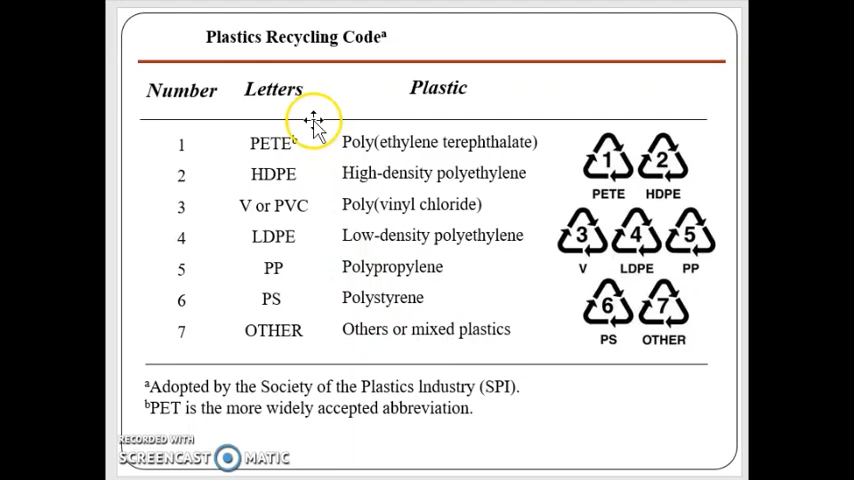 Plastics Recycling Codeᵃ
Number Letters Plastic
1 PETEᵇ Poly(ethylene terephthalate)
2 HDPE High-density polyethylene
3 V or PVC Poly(vinyl chloride)
4 LDPE Low-density polyethylene
5 PP Polypropylene
6 PS Polystyrene
7 OTHER Others or mixed plastics
1 2
PETE HDPE
3 4 5
V LDPE PP
6 7
PS OTHER
ᵃAdopted by the Society of the Plastics Industry (SPI).
ᵇPET is the more widely accepted abbreviation.
RECORDED WITH
SCREENCAST MATIC